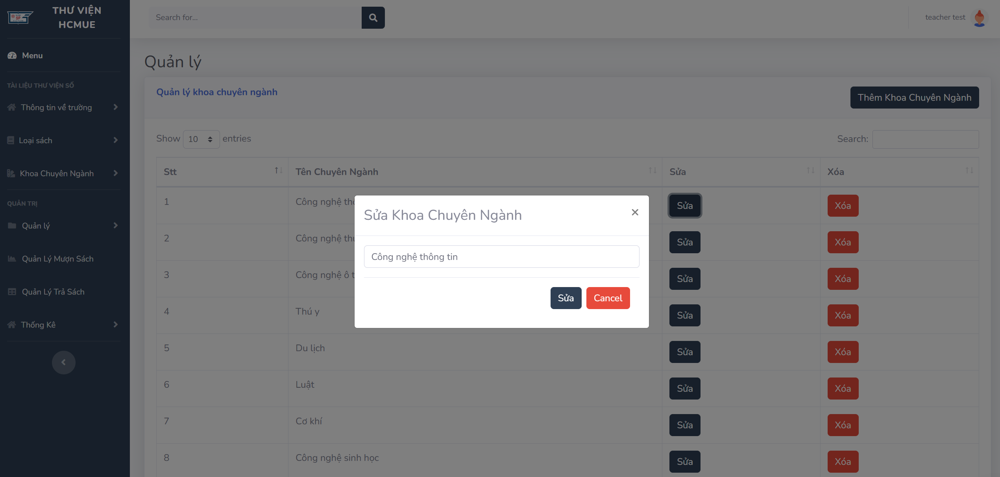 THƯ VIỆN
HCMUE
Search for...
teacher test
Menu
TÀI LIỆU THƯ VIỆN SỐ
Thông tin về trường
Loại sách
Khoa Chuyên Ngành
QUẢN TRỊ
Quản lý
Quản Lý Mượn Sách
Quản Lý Trả Sách
Thống Kê
Quản lý
Quản lý khoa chuyên ngành
Thêm Khoa Chuyên Ngành
Show 10 entries
Search:
Stt Tên Chuyên Ngành Sửa Xóa
1 Công nghệ Sửa Xóa
2 Công nghệ Sửa Xóa
3 Công nghệ ô Sửa Xóa
4 Thú y Sửa Xóa
5 Du lịch Sửa Xóa
6 Luật Sửa Xóa
7 Cơ khí Sửa Xóa
8 Công nghệ sinh học Sửa Xóa
Sửa Khoa Chuyên Ngành ×
Công nghệ thông tin
Sửa Cancel